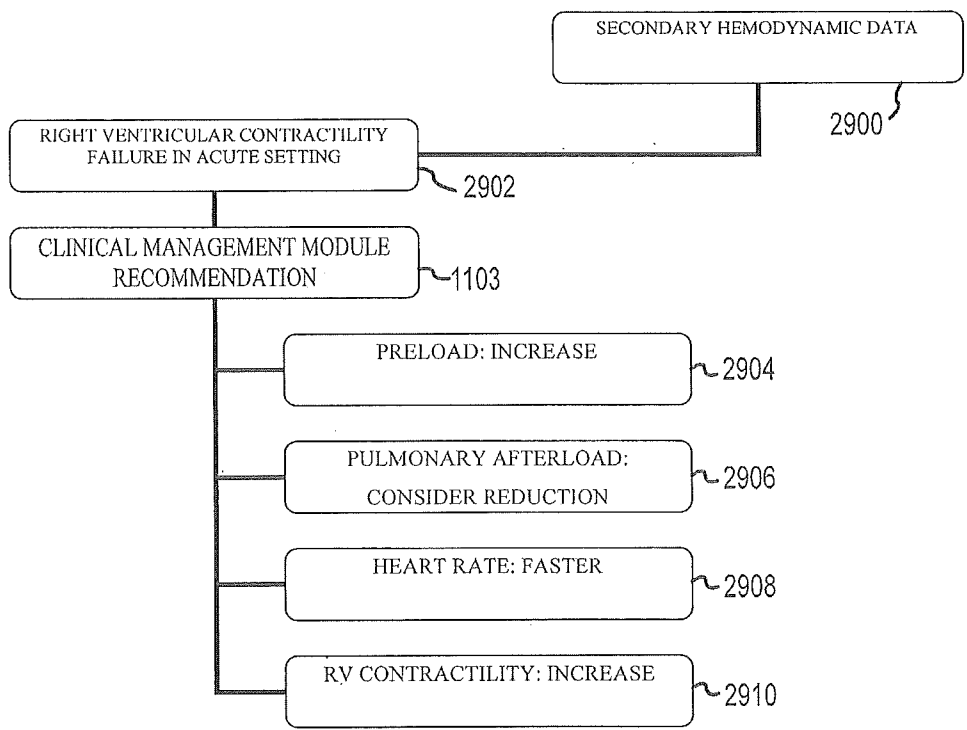 SECONDARY HEMODYNAMIC DATA
2900
RIGHT VENTRICULAR CONTRACTILITY
FAILURE IN ACUTE SETTING
2902
CLINICAL MANAGEMENT MODULE
RECOMMENDATION
1103
PRELOAD: INCREASE
2904
PULMONARY AFTERLOAD:
CONSIDER REDUCTION
2906
HEART RATE: FASTER
2908
RV CONTRACTILITY: INCREASE
2910